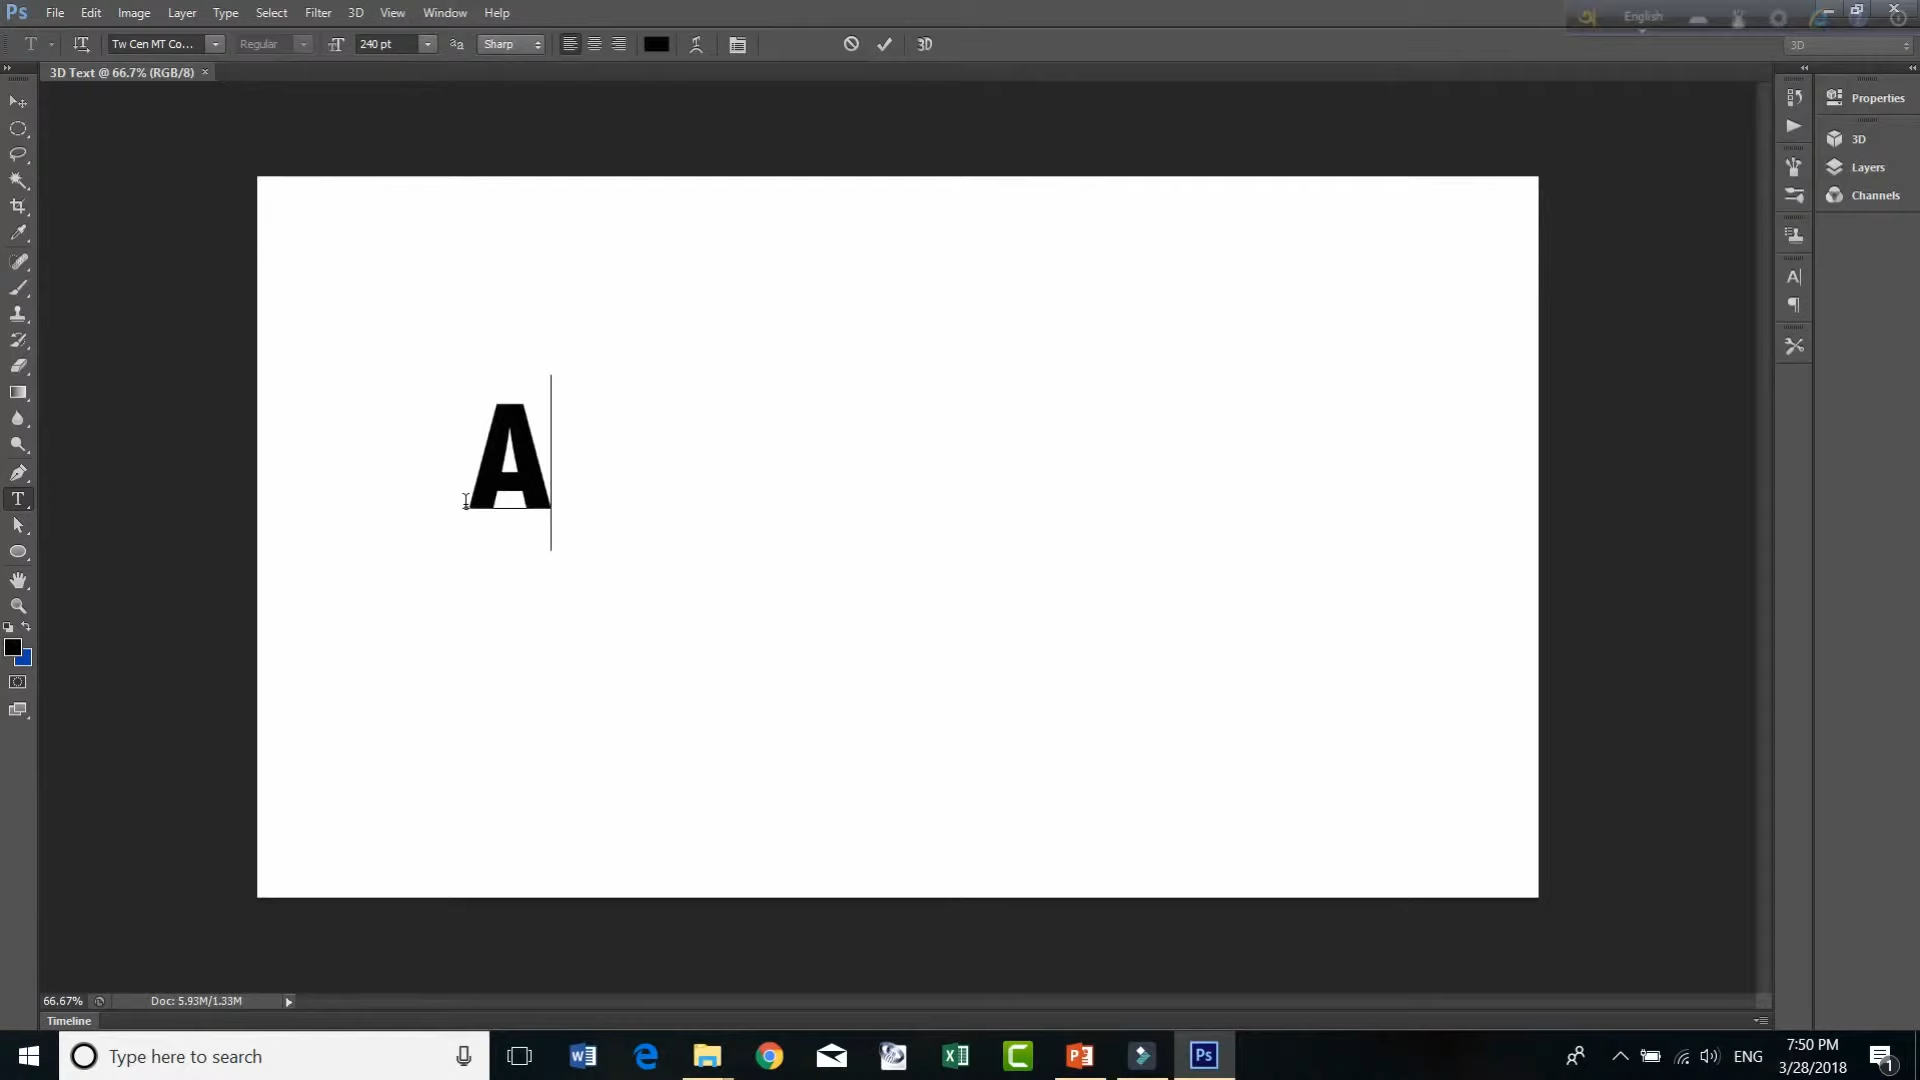 Ps File Edit Image Layer Type Select Filter 3D View Window Help
English
T Tw Cen MT Co... Regular 240 pt Sharp 3D
3D
3D Text @ 66.7% (RGB/8) ×
Properties
3D
Layers
Channels
A
66.67% Doc: 5.93M/1.33M
Timeline
Type here to search
ENG
7:50 PM
3/28/2018
1